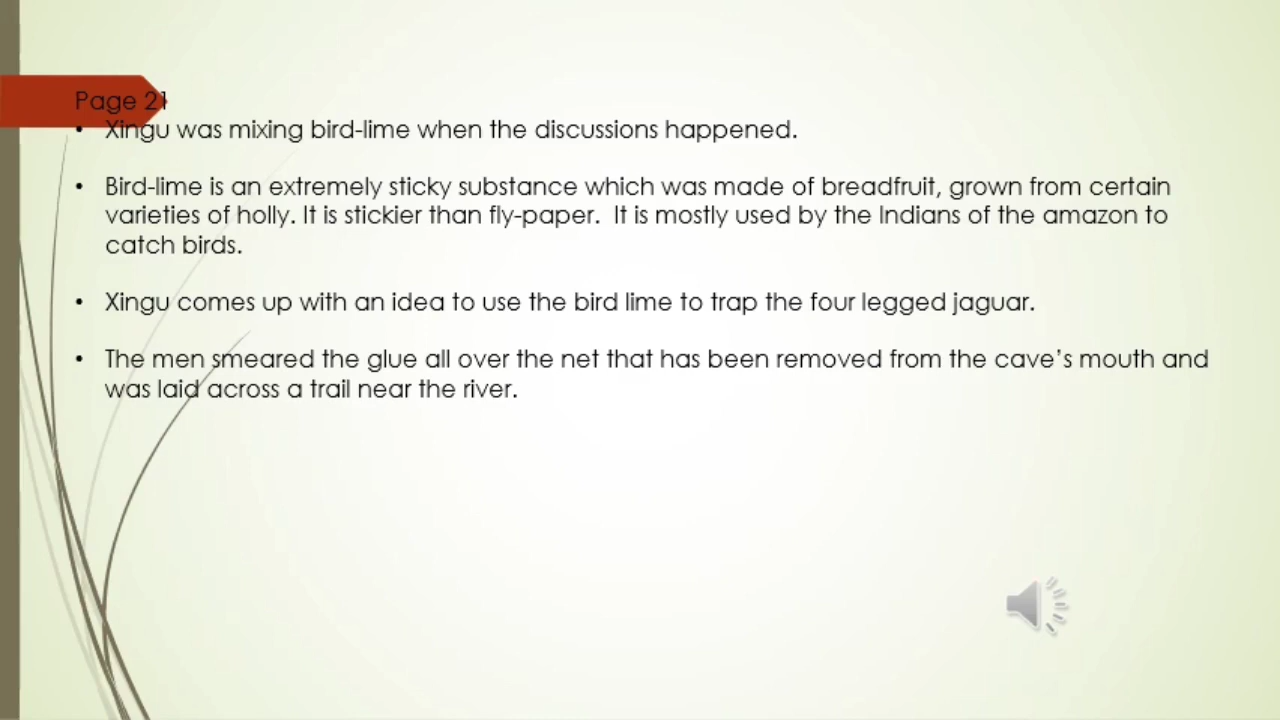 Page 21
• Xingu was mixing bird-lime when the discussions happened.
• Bird-lime is an extremely sticky substance which was made of breadfruit, grown from certain
varieties of holly. It is stickier than fly-paper.  It is mostly used by the Indians of the amazon to
catch birds.
• Xingu comes up with an idea to use the bird lime to trap the four legged jaguar.
• The men smeared the glue all over the net that has been removed from the cave’s mouth and
was laid across a trail near the river.